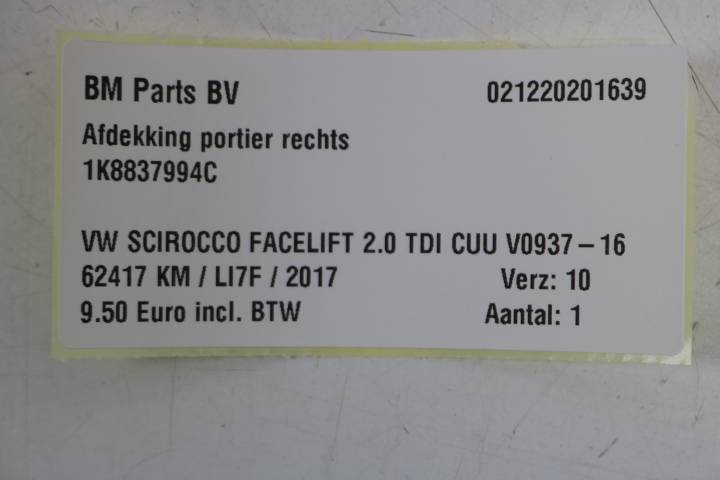 BM Parts BV 021220201639
Afdekking portier rechts
1K8837994C
VW SCIROCCO FACELIFT 2.0 TDI CUU V0937-16
62417 KM / LI7F / 2017 Verz: 10
9.50 Euro incl. BTW Aantal: 1